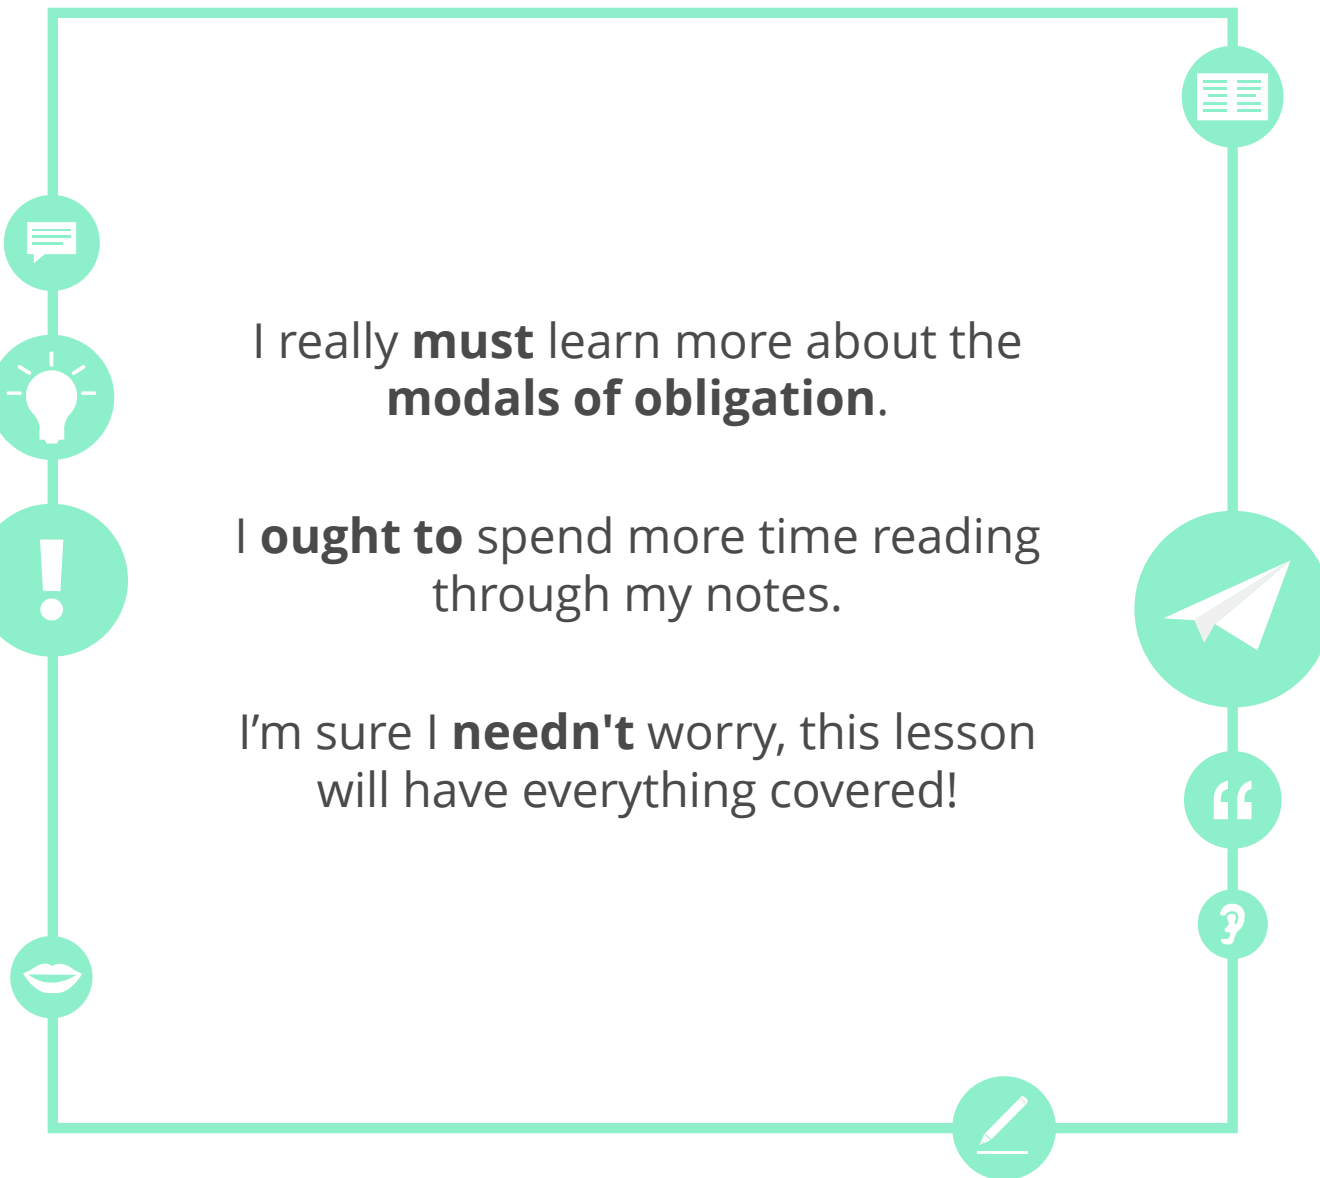 I really must learn more about the
modals of obligation.
I ought to spend more time reading
through my notes.
I’m sure I needn't worry, this lesson
will have everything covered!